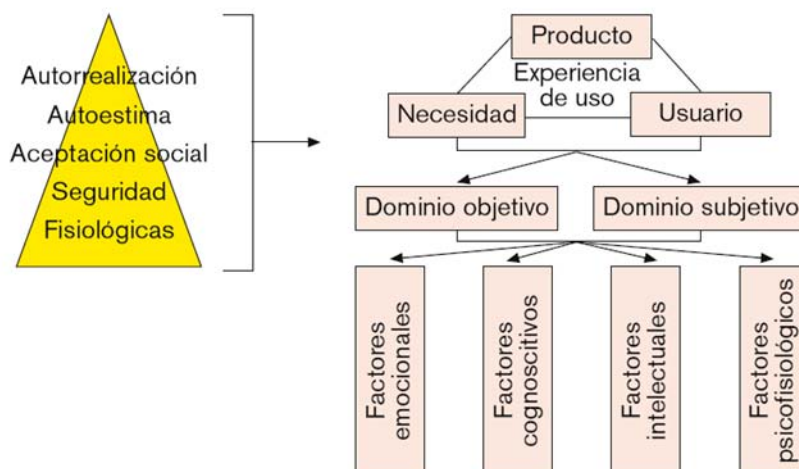 Autorrealización
Autoestima
Aceptación social
Seguridad
Fisiológicas
Producto
Experiencia
de uso
Necesidad
Usuario
Dominio objetivo
Dominio subjetivo
Factores
emocionales
Factores
cognoscitivos
Factores
intelectuales
Factores
psicofisiológicos